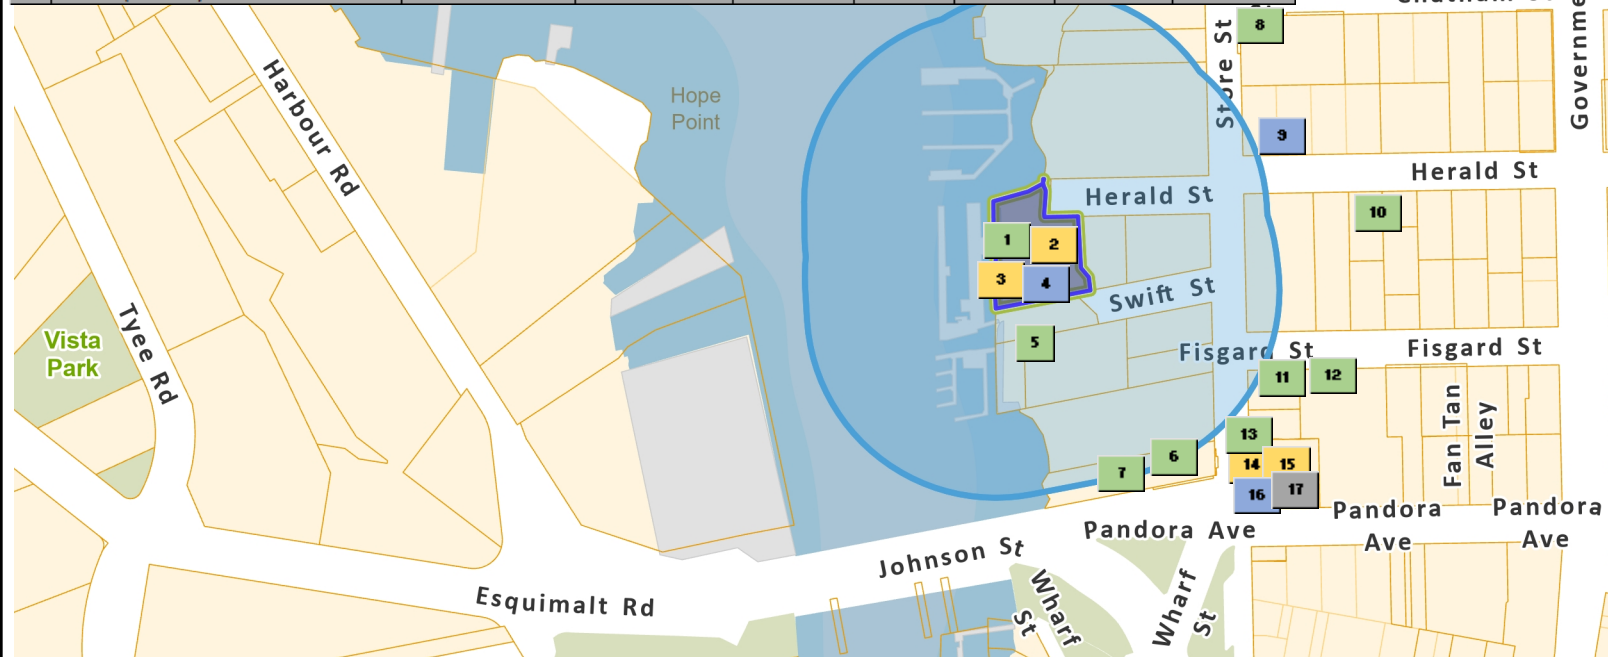 8
Store St
Governme
Harbour Rd
Hope
Point
9
Herald St
Herald St
10
1
2
3
4
Swift St
5
Tyee Rd
Vista
Park
Fisgard St
Fisgard St
11
12
Fan Tan
Alley
13
6
14
15
7
16
17
Pandora
Ave
Pandora
Ave
Pandora Ave
Johnson St
Esquimalt Rd
Wharf
St
Wharf
St